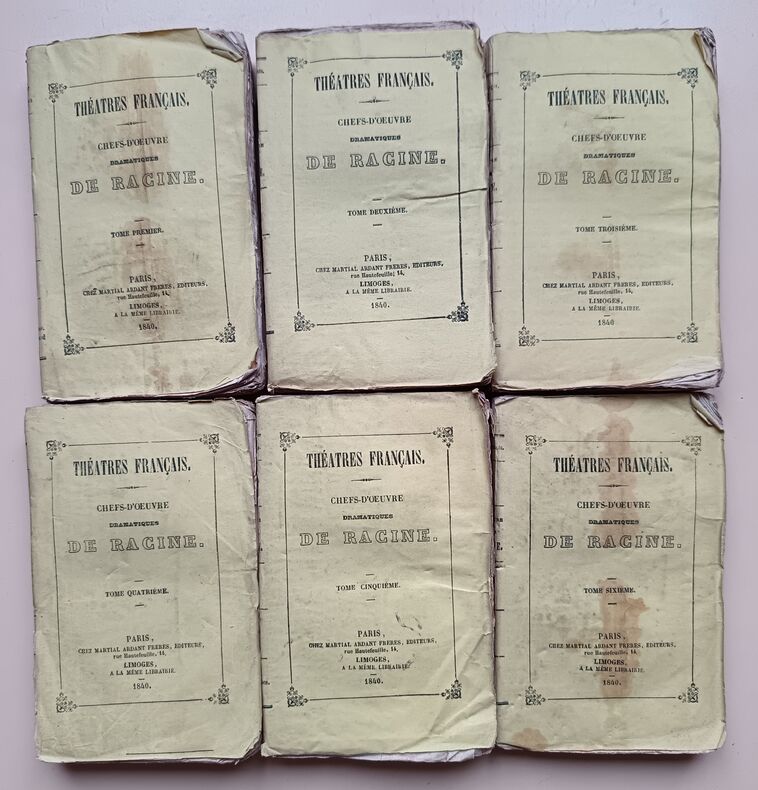 THÉATRES FRANÇAIS.
CHEFS-D'OEUVRE
DRAMATIQUES
DE RACINE.
TOME PREMIER.
PARIS,
CHEZ MARTIAL ARDANT FRERES, EDITEURS,
rue Hautefeuille, 14,
LIMOGES,
A LA MÊME LIBRAIRIE.
1840.
THÉATRES FRANÇAIS.
CHEFS-D'OEUVRE
DRAMATIQUES
DE RACINE.
TOME DEUXIÉME.
PARIS,
CHEZ MARTIAL ARDANT FRERES, EDITEURS,
rue Hautefeuille, 14,
LIMOGES,
A LA MÊME LIBRAIRIE.
1840.
THÉATRES FRANÇAIS.
CHEFS-D'OEUVRE
DRAMATIQUES
DE RACINE.
TOME TROISIÉME.
PARIS,
CHEZ MARTIAL ARDANT FRERES, EDITEURS,
rue Hautefeuille, 14,
LIMOGES,
A LA MÊME LIBRAIRIE.
1840
THÉATRES FRANÇAIS.
CHEFS-D'OEUVRE
DRAMATIQUES
DE RACINE.
TOME QUATRIÉME.
PARIS,
CHEZ MARTIAL ARDANT FRERES, EDITEURS,
rue Hautefeuille, 14,
LIMOGES,
A LA MÊME LIBRAIRIE.
1840.
THÉATRES FRANÇAIS.
CHEFS-D'OEUVRE
DRAMATIQUES
DE RACINE.
TOME CINQUIÉME.
PARIS,
CHEZ MARTIAL ARDANT FRERES, EDITEURS,
rue Hautefeuille, 14,
LIMOGES,
A LA MÊME LIBRAIRIE.
1840.
THÉATRES FRANÇAIS.
CHEFS-D'OEUVRE
DRAMATIQUES
DE RACINE.
TOME SIXIEME.
PARIS,
CHEZ MARTIAL ARDANT FRERES, EDITEURS,
rue Hautefeuille, 14,
LIMOGES,
A LA MÊME LIBRAIRIE.
1840.